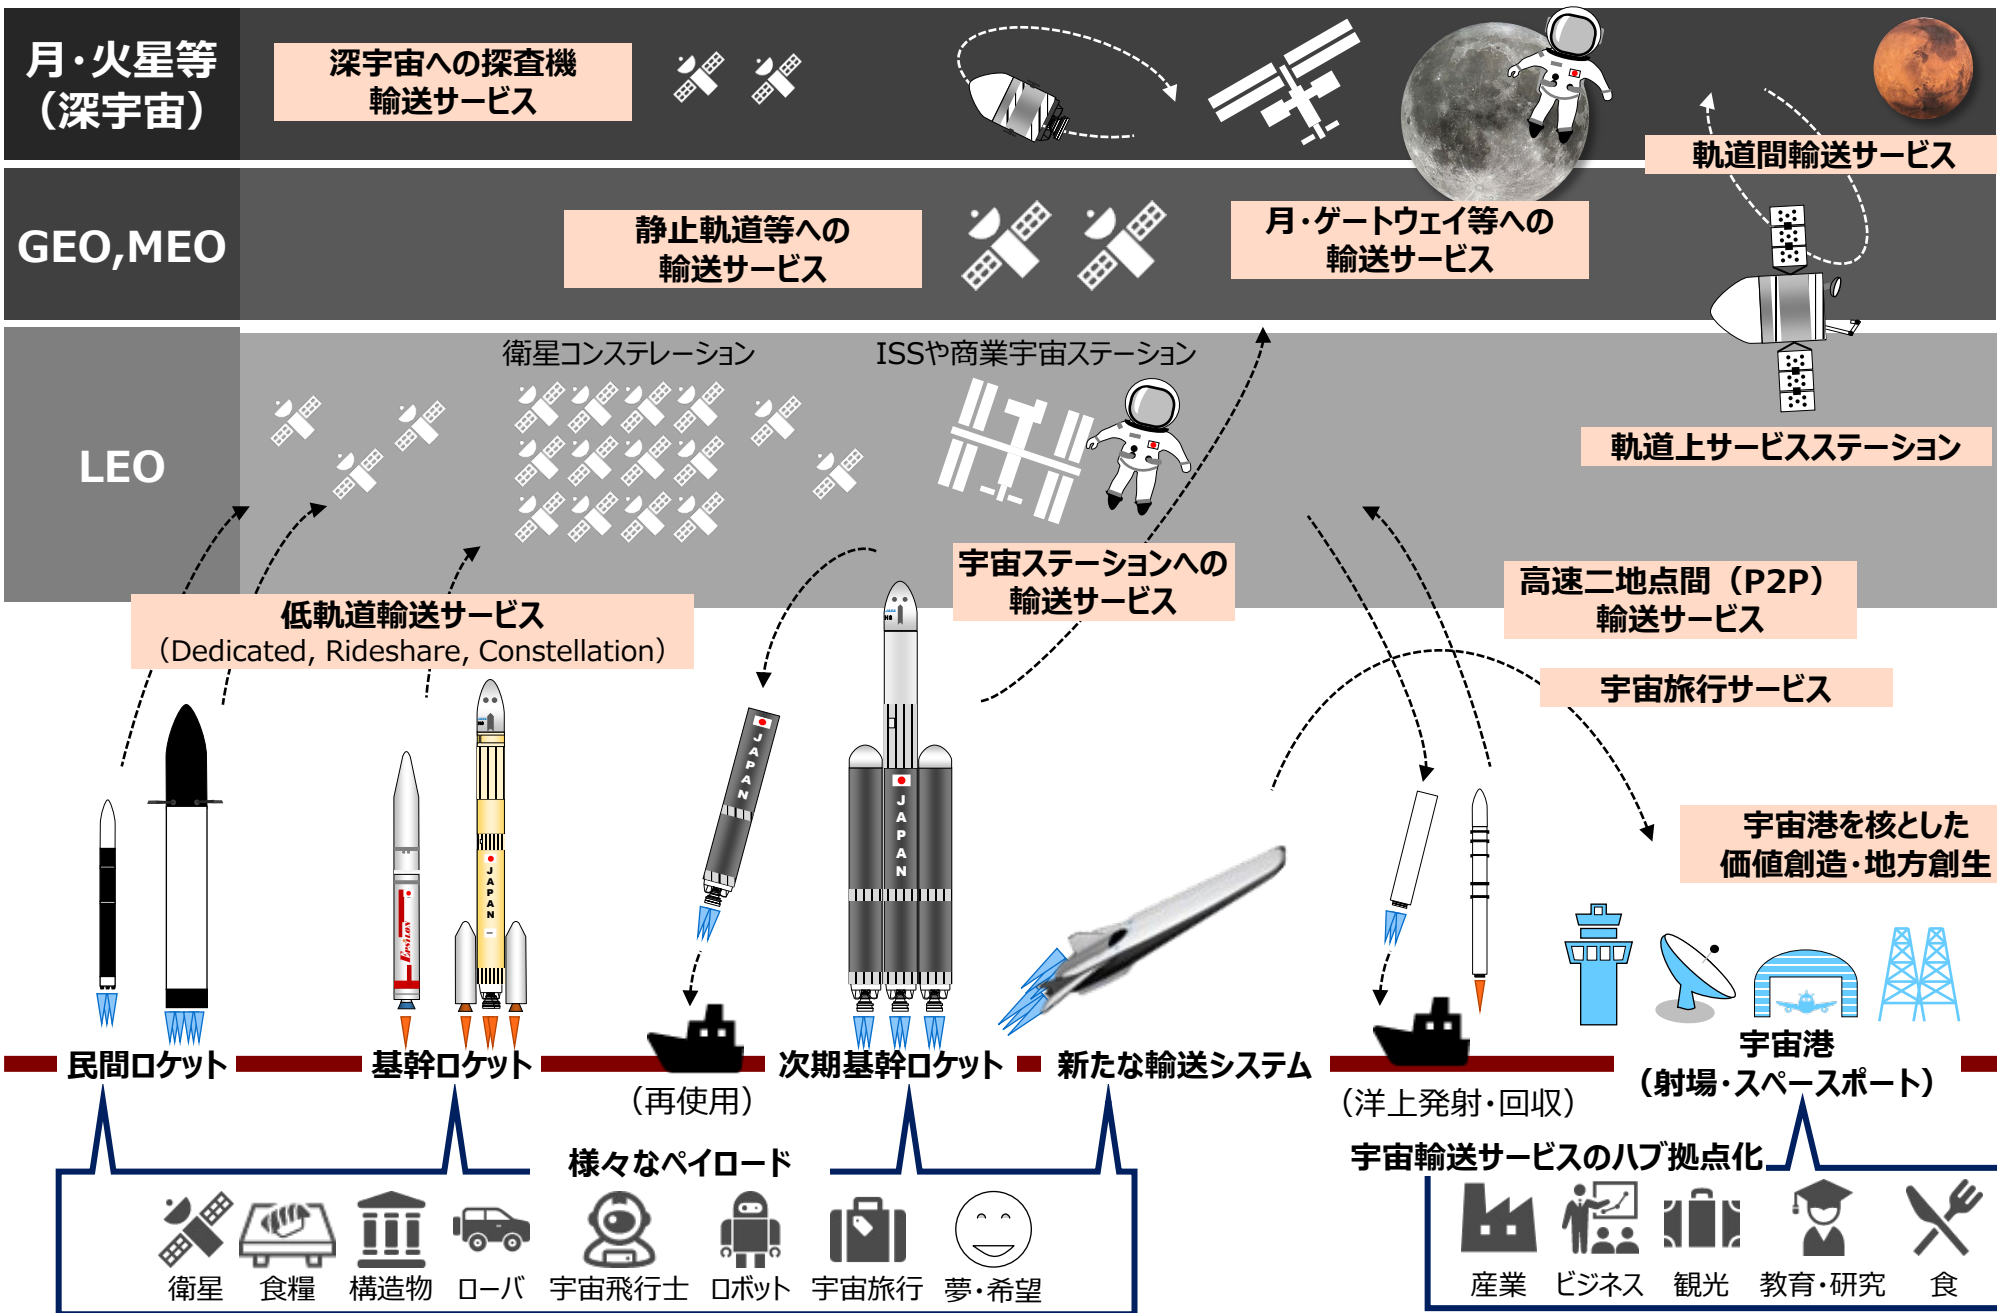 月・火星等
（深宇宙）
深宇宙への探査機
輸送サービス
軌道間輸送サービス
GEO,MEO
静止軌道等への
輸送サービス
月・ゲートウェイ等への
輸送サービス
LEO
衛星コンステレーション
ISSや商業宇宙ステーション
軌道上サービスステーション
宇宙ステーションへの
輸送サービス
高速二地点間（P2P）
輸送サービス
低軌道輸送サービス
（Dedicated, Rideshare, Constellation）
宇宙旅行サービス
宇宙港を核とした
価値創造・地方創生
JAPAN
JAPAN
JAPAN
Epsilon
民間ロケット
基幹ロケット
（再使用）
次期基幹ロケット
新たな輸送システム
（洋上発射・回収）
宇宙港
（射場・スペースポート）
様々なペイロード
衛星
食糧
構造物
ローバ
宇宙飛行士
ロボット
宇宙旅行
夢・希望
宇宙輸送サービスのハブ拠点化
産業
ビジネス
観光
教育・研究
食